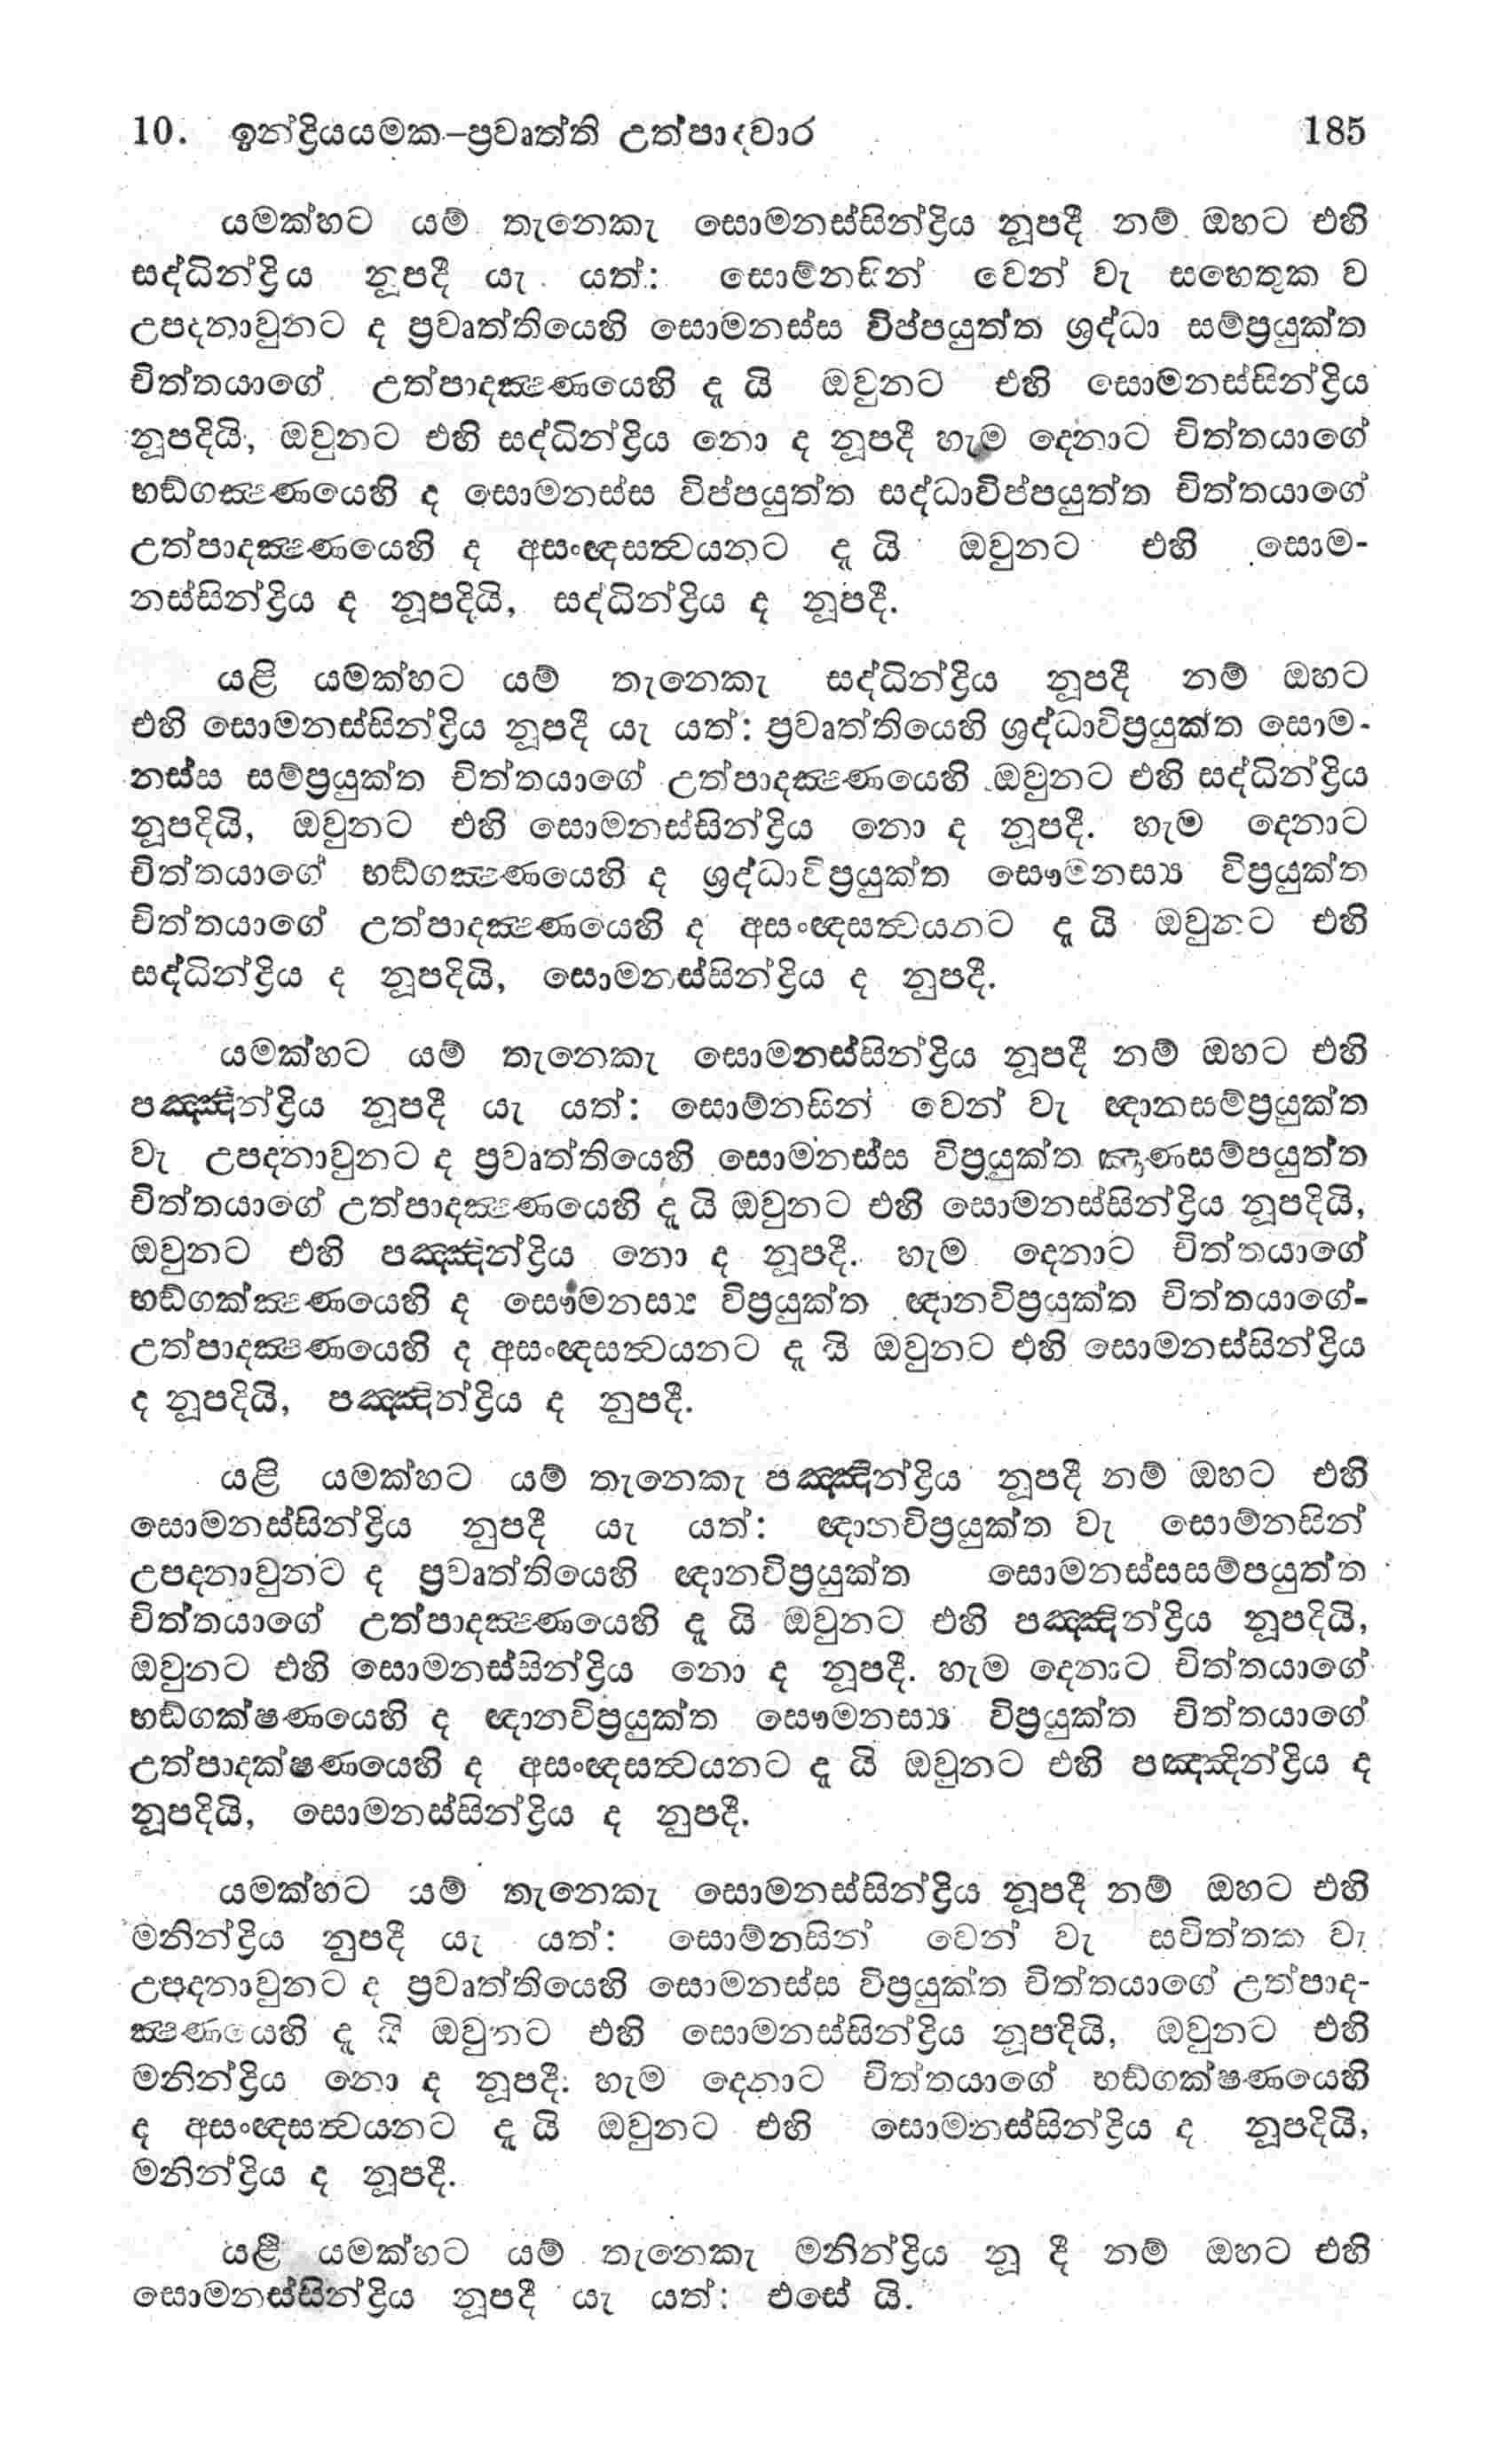 10. ඉන්ද්‍රියයමක–ප්‍රවෘත්ති උත්පාදවාර 185
යමක්හට යම් තැනෙකැ සොමනස්සින්ද්‍රිය නූපදී නම් ඔහට එහි
සද්ධින්ද්‍රිය නූපදී යැ යත්: සොම්නසින් වෙන් වැ සහෙතුක ව
උපදනාවුනට ද ප්‍රවෘත්තියෙහි සොමනස්ස විප්පයුත්ත ශ්‍රද්ධා සම්ප්‍රයුක්ත
චිත්තයාගේ උත්පාදක්‍ෂණයෙහි දැ යි ඔවුනට එහි සොමනස්සින්ද්‍රිය
නූපදියි, ඔවුනට එහි සද්ධින්ද්‍රිය නො ද නූපදී හැම දෙනාට චිත්තයාගේ
භඞ්ගක්‍ෂණයෙහි ද සොමනස්ස විප්පයුත්ත සද්ධාවිප්පයුත්ත චිත්තයාගේ
උත්පාදක්‍ෂණයෙහි ද අසංඥසත්‍වයනට දැ යි ඔවුනට එහි සොම-
නස්සින්ද්‍රිය ද නූපදියි, සද්ධින්ද්‍රිය ද නූපදී.
යළි යමක්හට යම් තැනෙකැ සද්ධින්ද්‍රිය නූපදී නම් ඔහට
එහි සොමනස්සින්ද්‍රිය නූපදී යැ යත්: ප්‍රවෘත්තියෙහි ශ්‍රද්ධාවිප්‍රයුක්ත සොම-
නස්ස සම්ප්‍රයුක්ත චිත්තයාගේ උත්පාදක්‍ෂණයෙහි ඔවුනට එහි සද්ධින්ද්‍රිය
නූපදියි, ඔවුනට එහි සොමනස්සින්ද්‍රිය නො ද නූපදී. හැම දෙනාට
චිත්තයාගේ භඞ්ගක්‍ෂණයෙහි ද ශ්‍රද්ධාවිප්‍රයුක්ත සෞමනස්‍ය විප්‍රයුක්ත
චිත්තයාගේ උත්පාදක්‍ෂණයෙහි ද අසංඥසත්‍වයනට දැ යි ඔවුනට එහි
සද්ධින්ද්‍රිය ද නූපදියි, සොමනස්සින්ද්‍රිය ද නුපදී.
යමක්හට යම් තැනෙකැ සොමනස්සින්ද්‍රිය නූපදී නම් ඔහට එහි
පඤ්ඤින්ද්‍රිය නූපදී යැ යත්: සොම්නසින් වෙන් වැ ඥානසම්ප්‍රයුක්ත
වැ උපදනාවුනට ද ප්‍රවෘත්තියෙහි සොමනස්ස විප්‍රයුක්ත ඤාණසම්පයුත්ත
චිත්තයාගේ උත්පාදක්‍ෂණයෙහි දැ යි ඔවුනට එහි සොමනස්සින්ද්‍රිය නූපදියි,
ඔවුනට එහි පඤ්ඤින්ද්‍රිය නො ද නූපදී. හැම දෙනාට චිත්තයාගේ
භඞ්ගක්ක්‍ෂණයෙහි ද සෞමනස්‍ය විප්‍රයුක්ත ඥානවිප්‍රයුක්ත චිත්තයාගේ-
උත්පාදක්‍ෂණයෙහි ද අසංඥසත්‍වයනට දැ යි ඔවුනට එහි සොමනස්සින්ද්‍රිය
ද නූපදියි, පඤ්ඤින්ද්‍රිය ද නුපදී.
යළි යමක්හට යම් තැනෙකැ පඤ්ඤින්ද්‍රිය නූපදී නම් ඔහට එහි
සොමනස්සින්ද්‍රිය නුපදී යැ යත්: ඥානවිප්‍රයුක්ත වැ සොම්නසින්
උපදනාවුනට ද ප්‍රවෘත්තියෙහි ඥානවිප්‍රයුක්ත සොමනස්සසම්පයුත්ත
චිත්තයාගේ උත්පාදක්‍ෂණයෙහි දැ යි ඔවුනට එහි පඤ්ඤින්ද්‍රිය නූපදියි,
ඔවුනට එහි සොමනස්සින්ද්‍රිය නො ද නූපදී. හැම දෙනාට චිත්තයාගේ
භඞ්ගක්ෂණයෙහි ද ඥානවිප්‍රයුක්ත සෞමනස්‍ය විප්‍රයුක්ත චිත්තයාගේ
උත්පාදක්ෂණයෙහි ද අසංඥසත්‍වයනට දැ යි ඔවුනට එහි පඤ්ඤින්ද්‍රිය ද
නූපදියි, සොමනස්සින්ද්‍රිය ද නුපදී.
යමක්හට යම් තැනෙකැ සොමනස්සින්ද්‍රිය නූපදී නම් ඔහට එහි
මනින්ද්‍රිය නුපදී යැ යත්: සොම්නසින් වෙන් වැ සචිත්තක වැ
උපදනාවුනට ද ප්‍රවෘත්තියෙහි සොමනස්ස විප්‍රයුක්ත චිත්තයාගේ උත්පාද-
ක්‍ෂණයෙහි දැ යි ඔවුනට එහි සොමනස්සින්ද්‍රිය නූපදියි, ඔවුනට එහි
මනින්ද්‍රිය නො ද නූපදී. හැම දෙනාට චිත්තයාගේ භඞ්ගක්ෂණයෙහි
ද අසංඥසත්‍වයනට දැ යි ඔවුනට එහි සොමනස්සින්ද්‍රිය ද නූපදියි,
මනින්ද්‍රිය ද නූපදී.
යළි යමක්හට යම් තැනෙකැ මනින්ද්‍රිය නූ දී නම් ඔහට එහි
සොමනස්සින්ද්‍රිය නූපදී යැ යත්: එසේ යි.